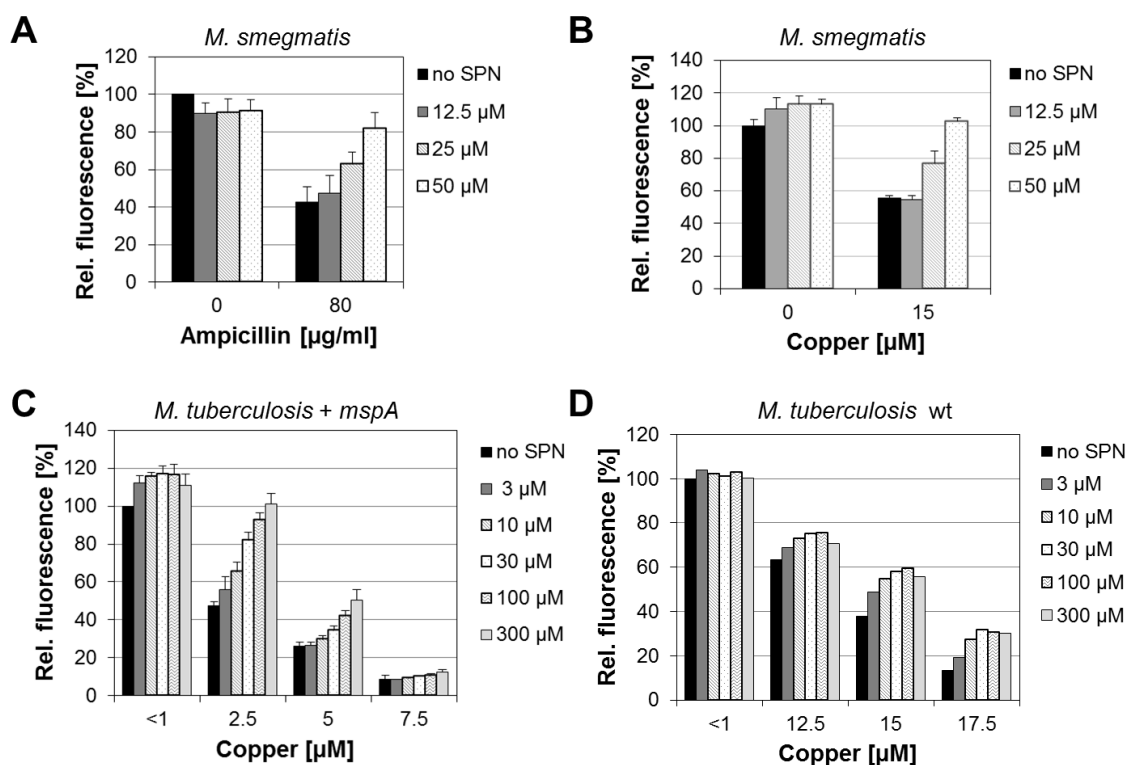 A
M. smegmatis
Rel. fluorescence [%]
120
100
80
60
40
20
0
0 80
Ampicillin [µg/ml]
no SPN
12.5 µM
25 µM
50 µM
B
M. smegmatis
Rel. fluorescence [%]
140
120
100
80
60
40
20
0
0 15
Copper [µM]
no SPN
12.5 µM
25 µM
50 µM
C
M. tuberculosis + mspA
Rel. fluorescence [%]
140
120
100
80
60
40
20
0
<1 2.5 5 7.5
Copper [µM]
no SPN
3 µM
10 µM
30 µM
100 µM
300 µM
D
M. tuberculosis wt
Rel. fluorescence [%]
120
100
80
60
40
20
0
<1 12.5 15 17.5
Copper [µM]
no SPN
3 µM
10 µM
30 µM
100 µM
300 µM